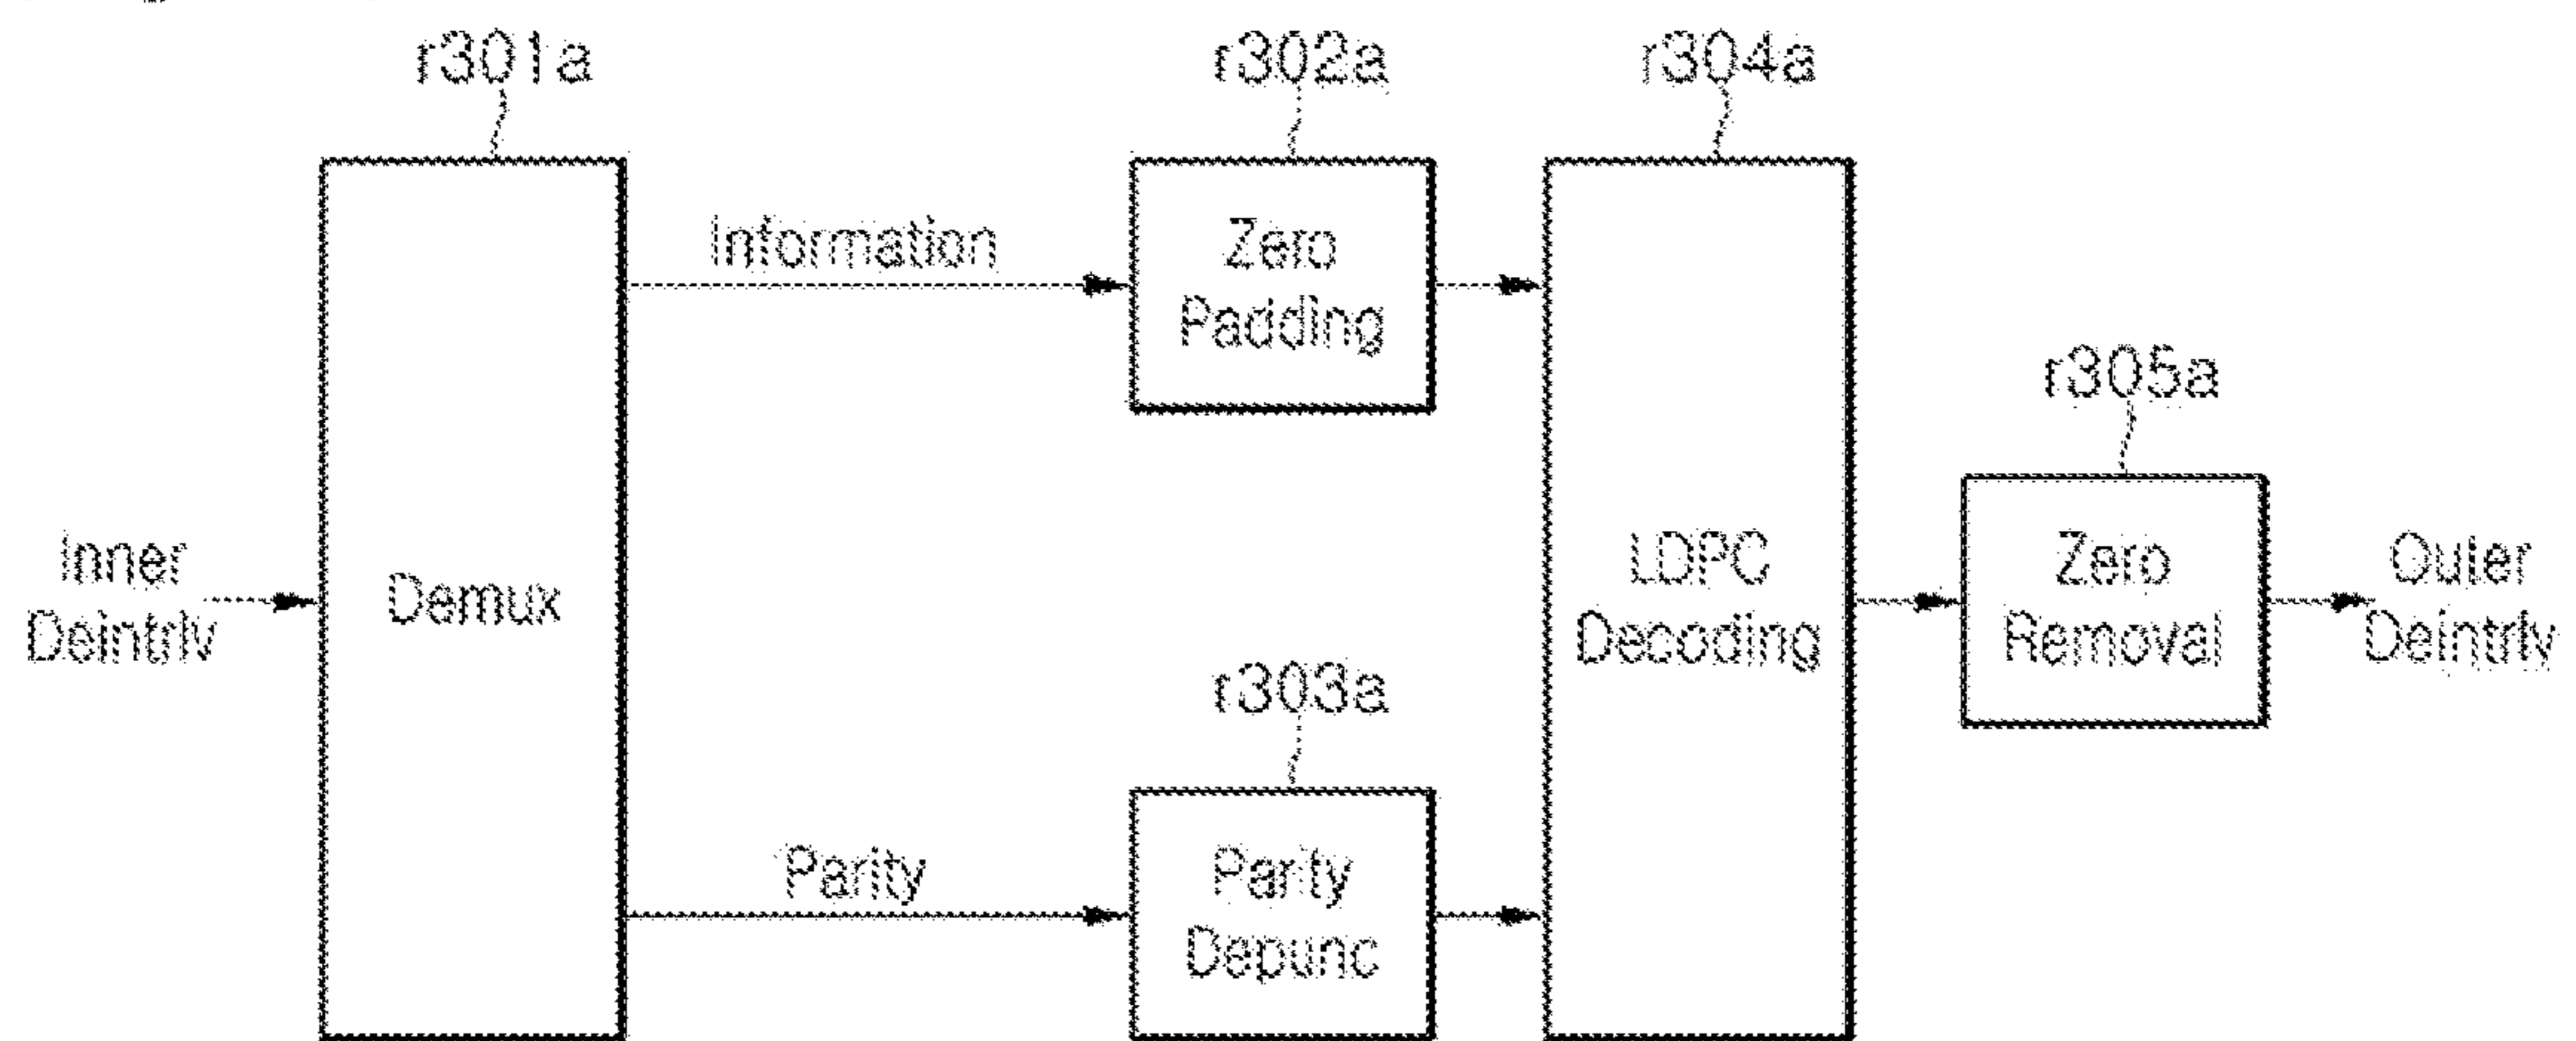 r301a
r302a
r304a
Information
Zero
Padding
r305a
Inner
Deintrlv
Demux
LDPC
Decoding
Zero
Removal
Outer
Deintrlv
r303a
Parity
Parity
Depunc